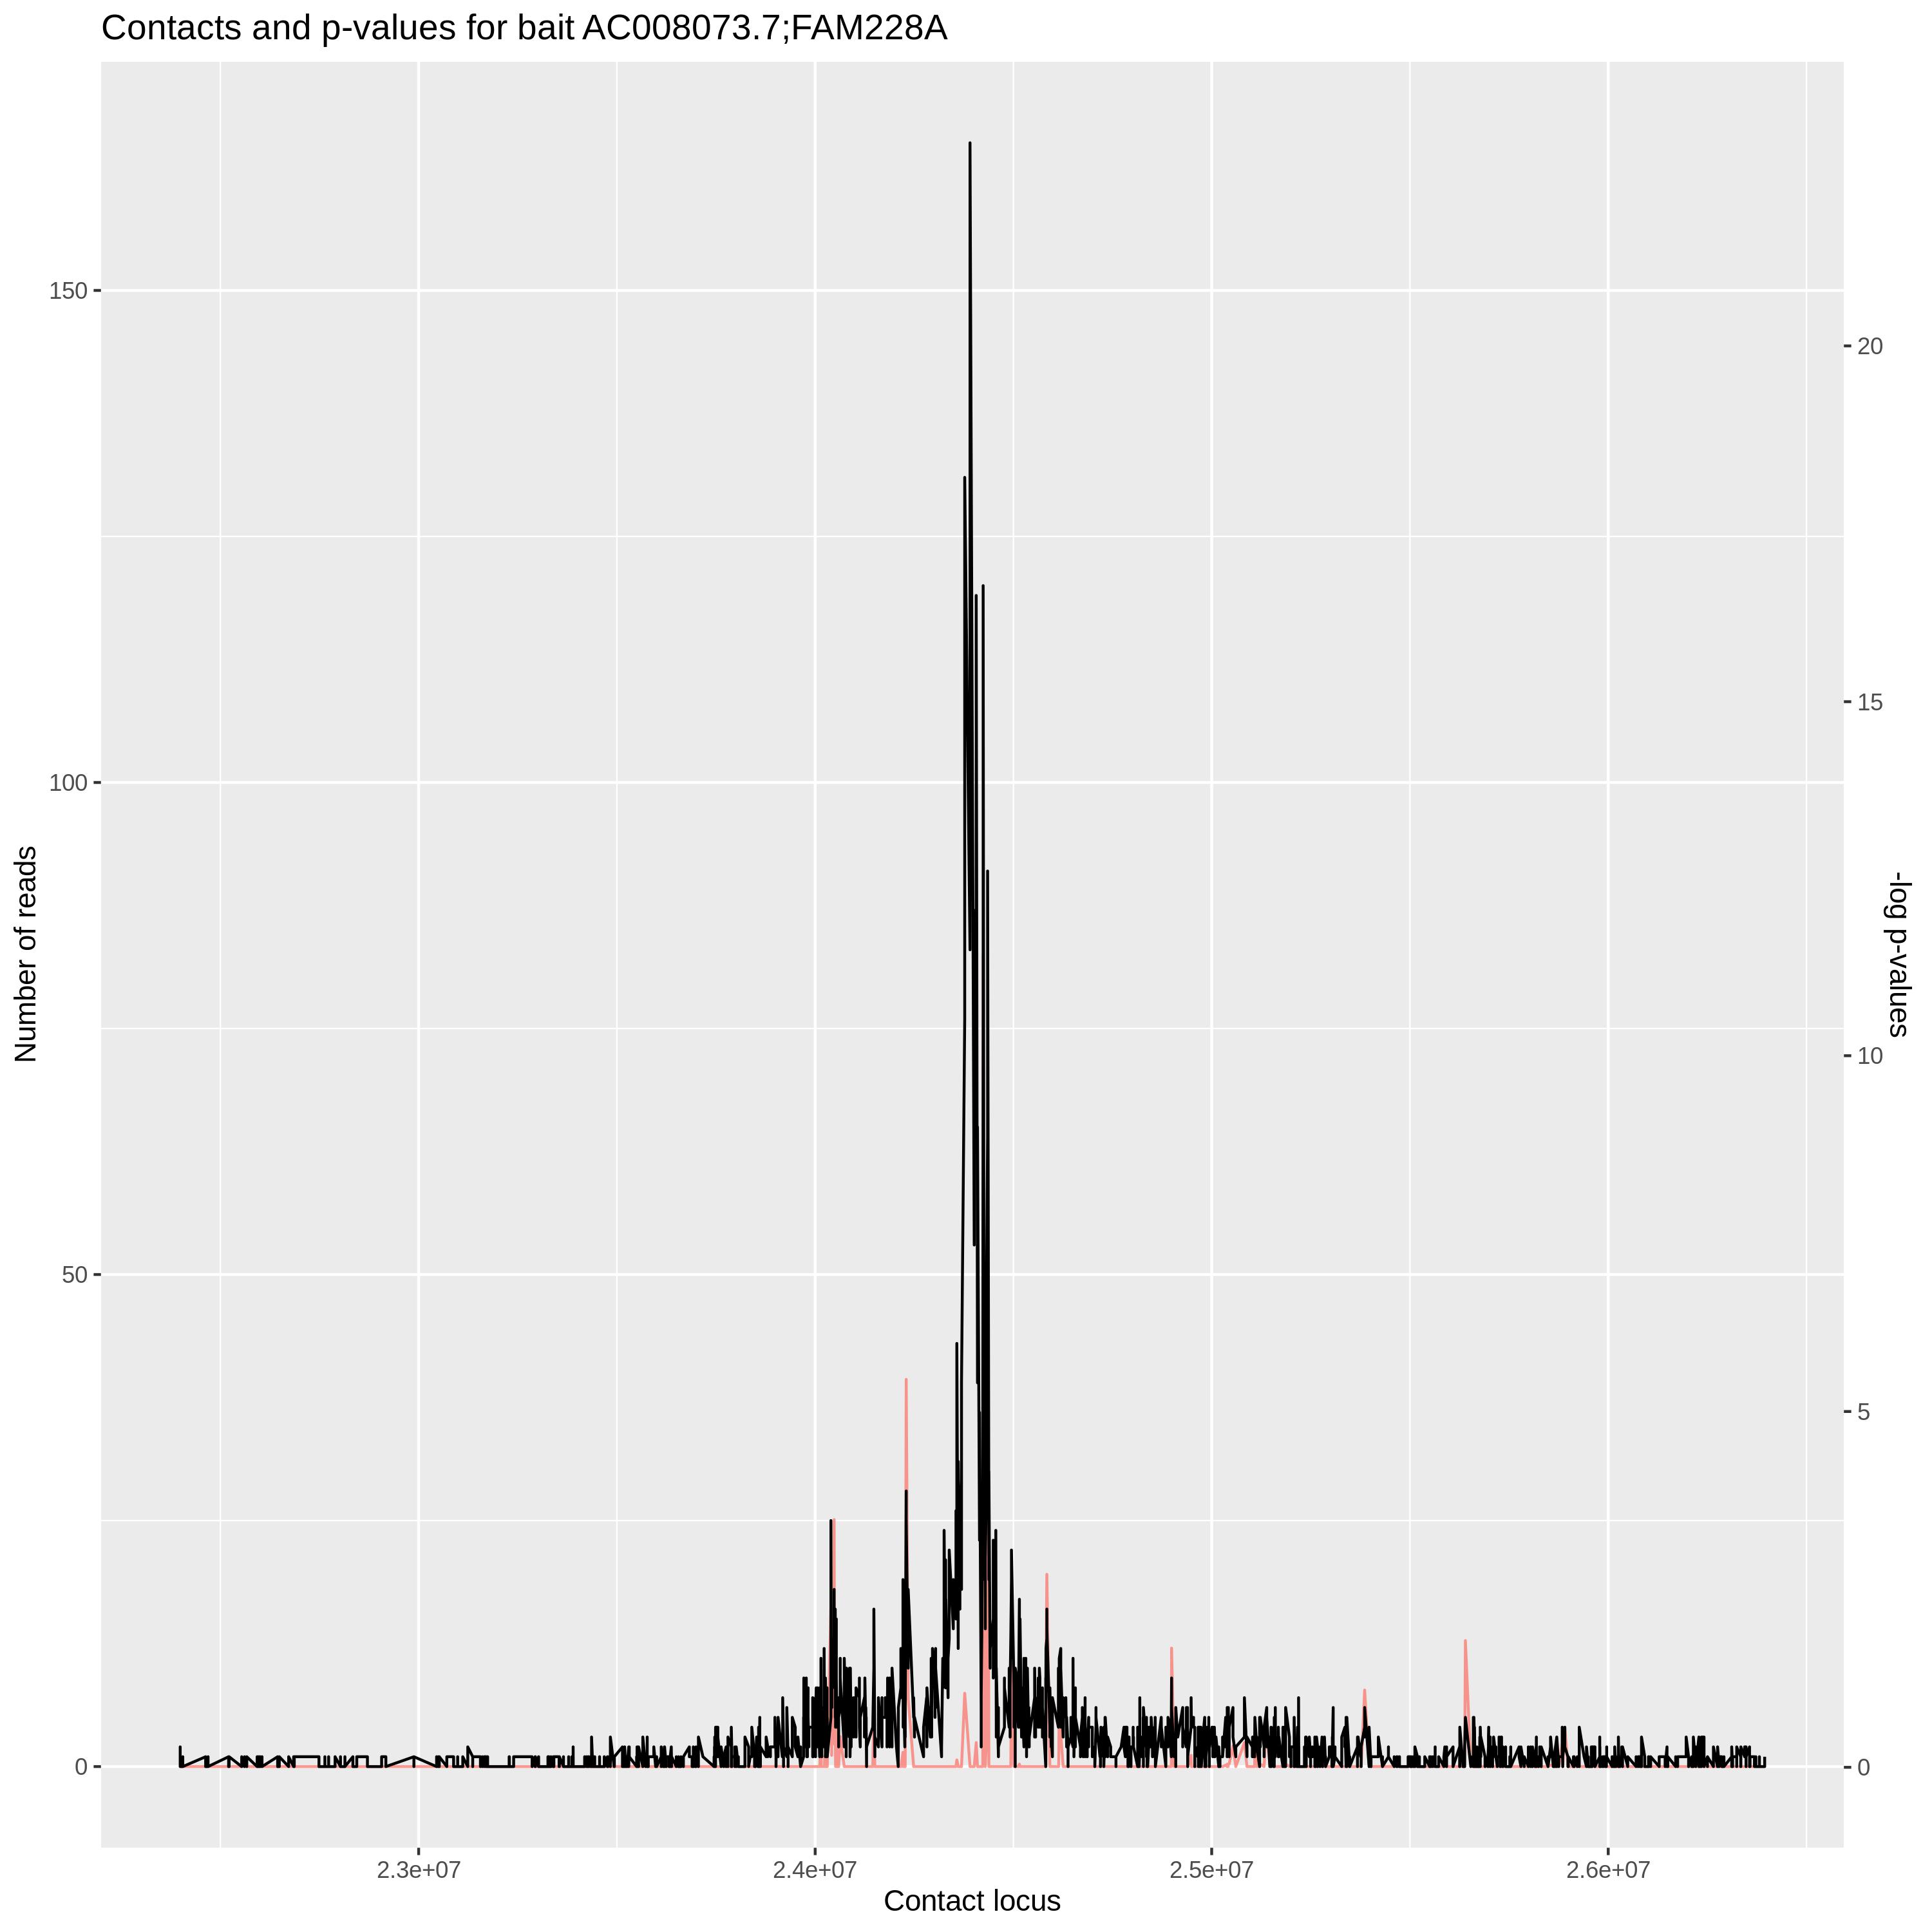 Contacts and p-values for bait AC008073.7;FAM228A
150
100
50
0
Number of reads
20
15
10
5
0
-log p-values
2.3e+07
2.4e+07
2.5e+07
2.6e+07
Contact locus